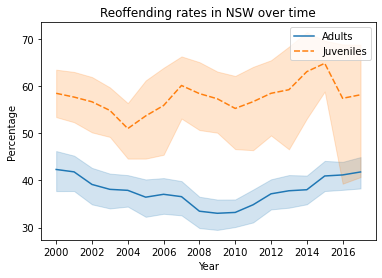 Reoffending rates in NSW over time
Adults
Juveniles
Percentage
70
60
50
40
30
2000 2002 2004 2006 2008 2010 2012 2014 2016
Year